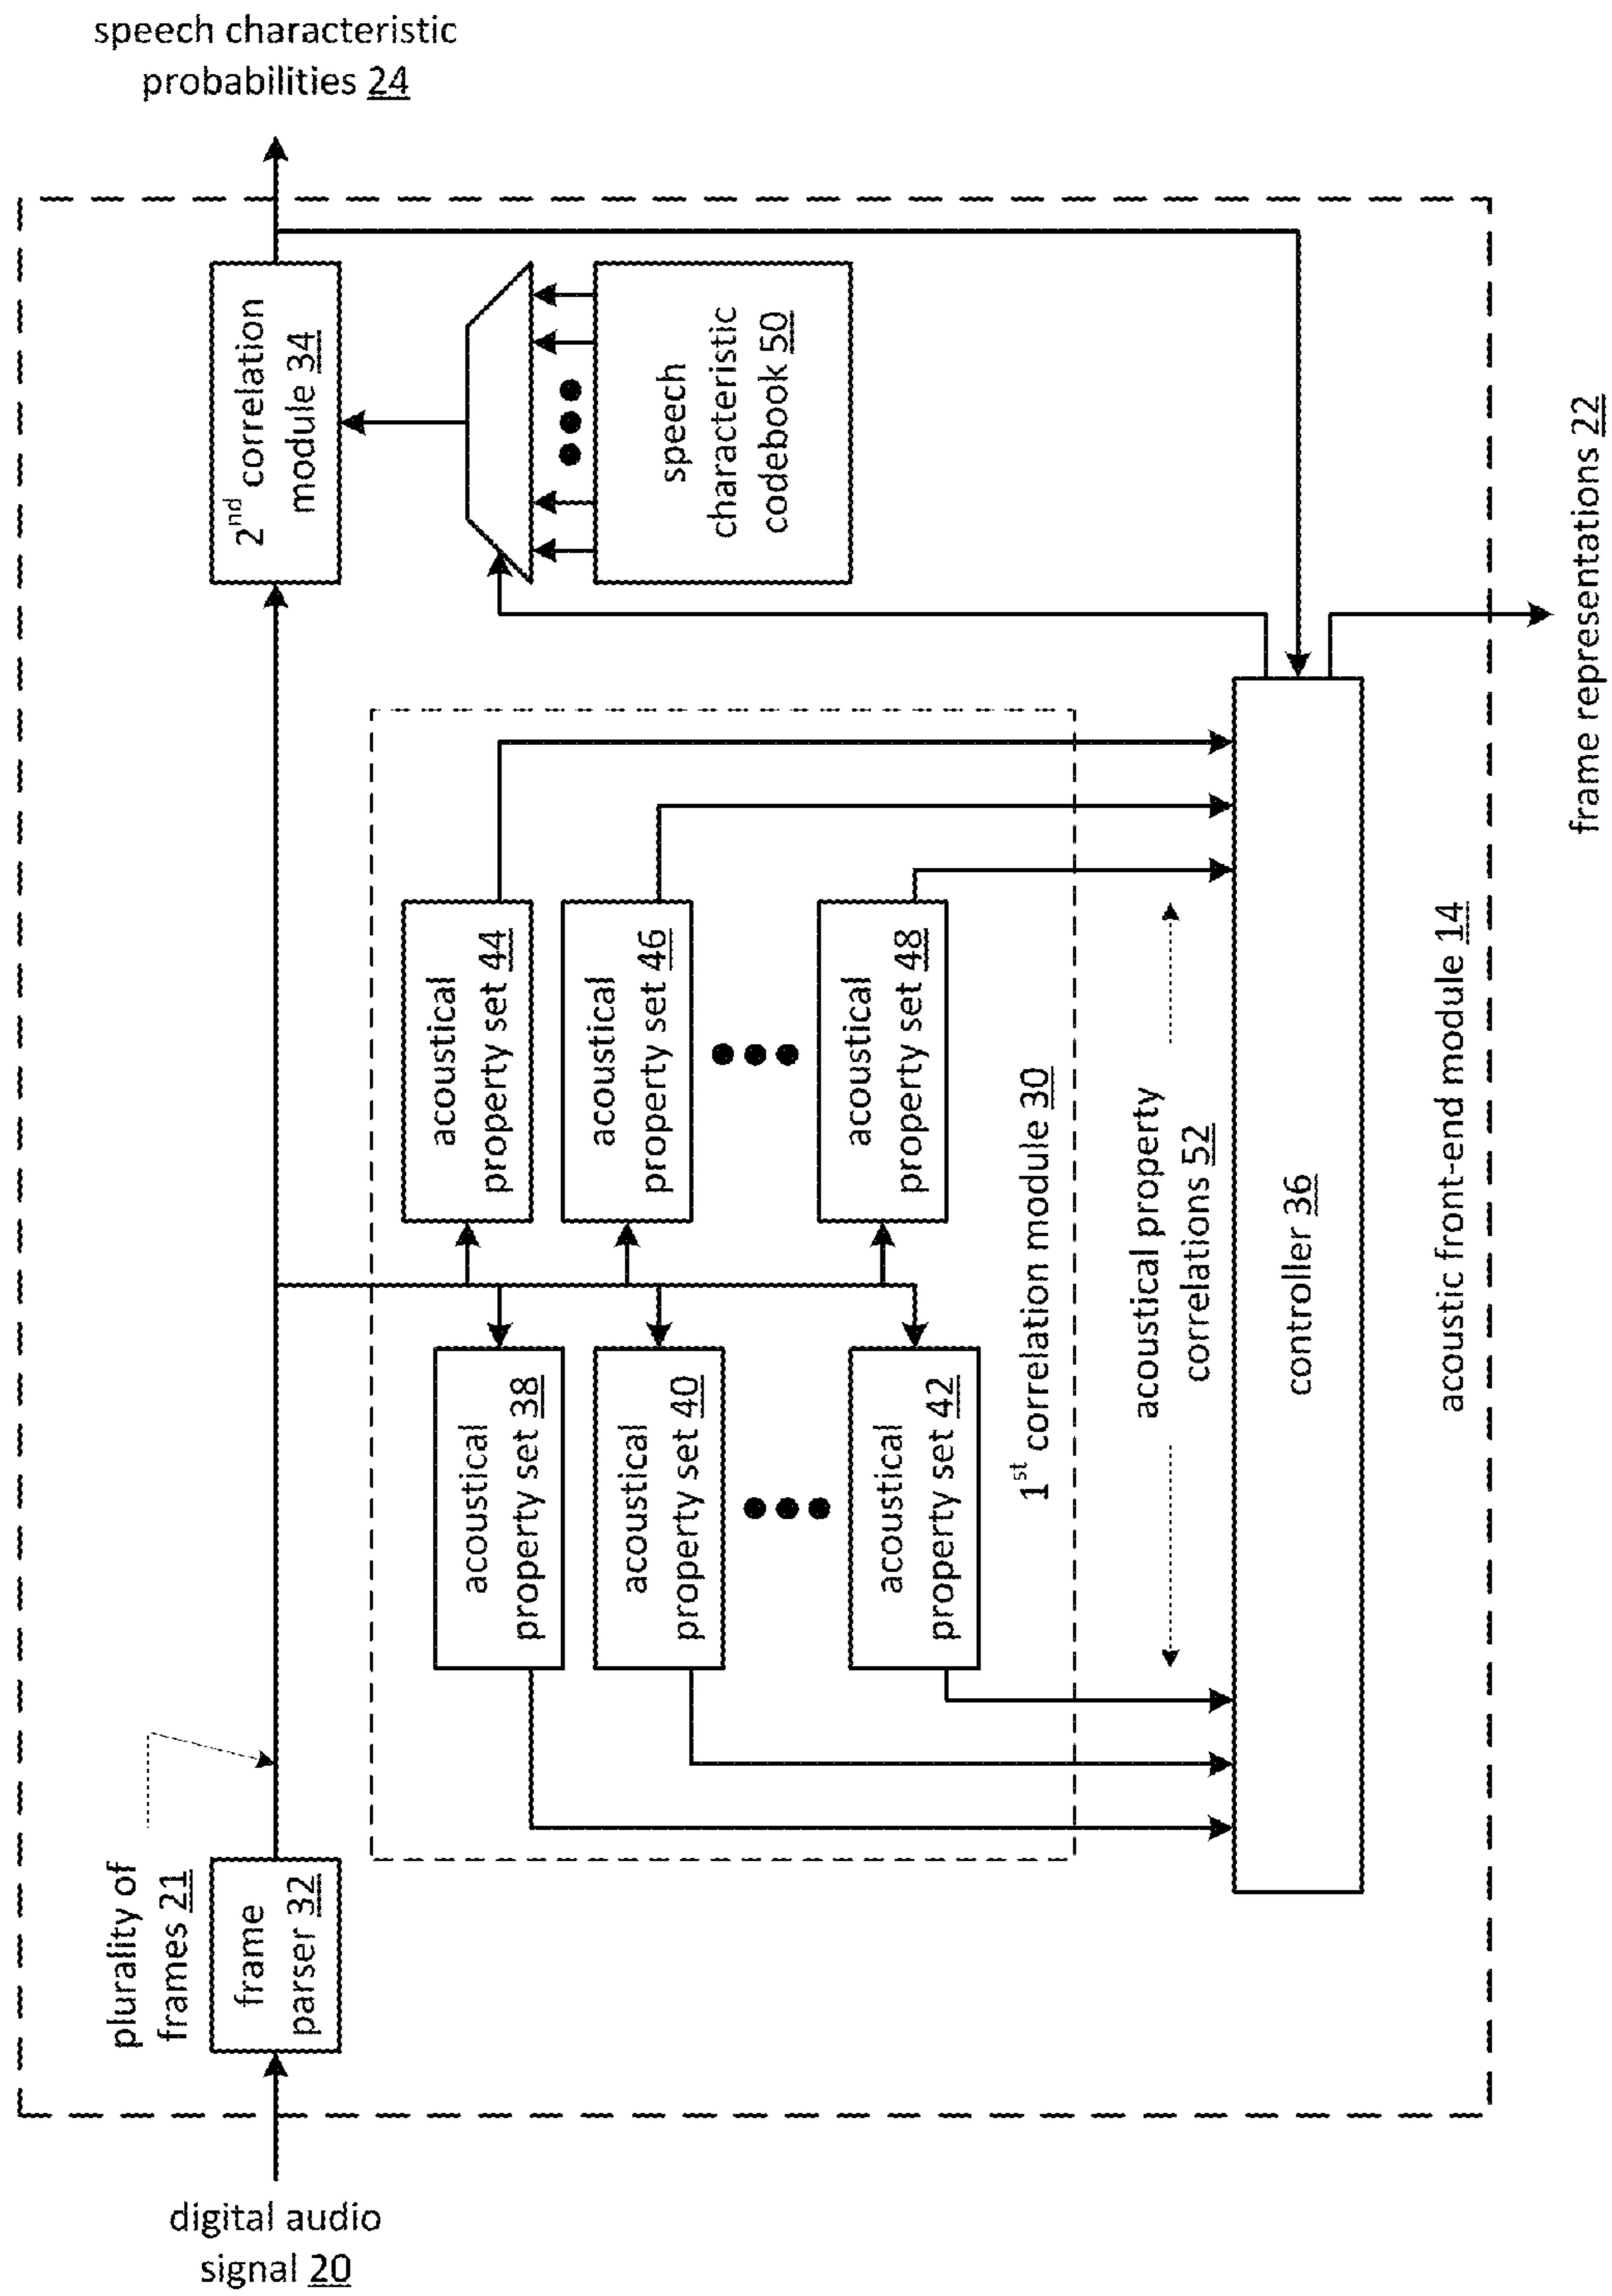 digital audio
signal 20
plurality of
frames 21
frame
parser 32
acoustical
property set 38
acoustical
property set 40
acoustical
property set 42
acoustical
property set 44
acoustical
property set 46
acoustical
property set 48
1st correlation module 30
acoustical property
correlations 52
controller 36
acoustic front-end module 14
2nd correlation
module 34
speech
characteristic
codebook 50
speech characteristic
probabilities 24
frame representations 22